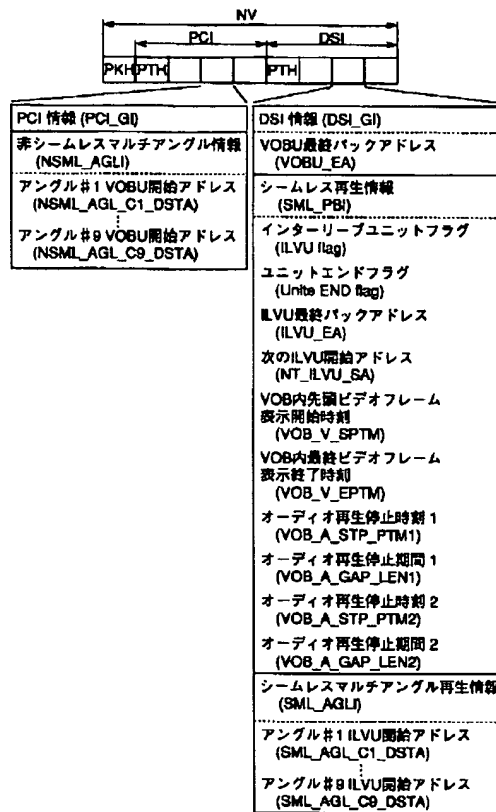 NV
PCI DSI
PKH PTH PTH
PCI 情報 (PCI_GI)
非シームレスマルチアングル情報
(NSML_AGLI)
アングル#1 VOBU開始アドレス
(NSML_AGL_C1_DSTA)
アングル#9 VOBU開始アドレス
(NSML_AGL_C9_DSTA)
DSI 情報 (DSI_GI)
VOBU最終パックアドレス
(VOBU_EA)
シームレス再生情報
(SML_PBI)
インターリーブユニットフラグ
(ILVU flag)
ユニットエンドフラグ
(Unite END flag)
ILVU最終パックアドレス
(ILVU_EA)
次のILVU開始アドレス
(NT_ILVU_SA)
VOB内先頭ビデオフレーム
表示開始時刻
(VOB_V_SPTM)
VOB内最終ビデオフレーム
表示終了時刻
(VOB_V_EPTM)
オーディオ再生停止時刻 1
(VOB_A_STP_PTM1)
オーディオ再生停止期間 1
(VOB_A_GAP_LEN1)
オーディオ再生停止時刻 2
(VOB_A_STP_PTM2)
オーディオ再生停止期間 2
(VOB_A_GAP_LEN2)
シームレスマルチアングル再生情報
(SML_AGLI)
アングル#1 ILVU開始アドレス
(SML_AGL_C1_DSTA)
アングル#9 ILVU開始アドレス
(SML_AGL_C9_DSTA)